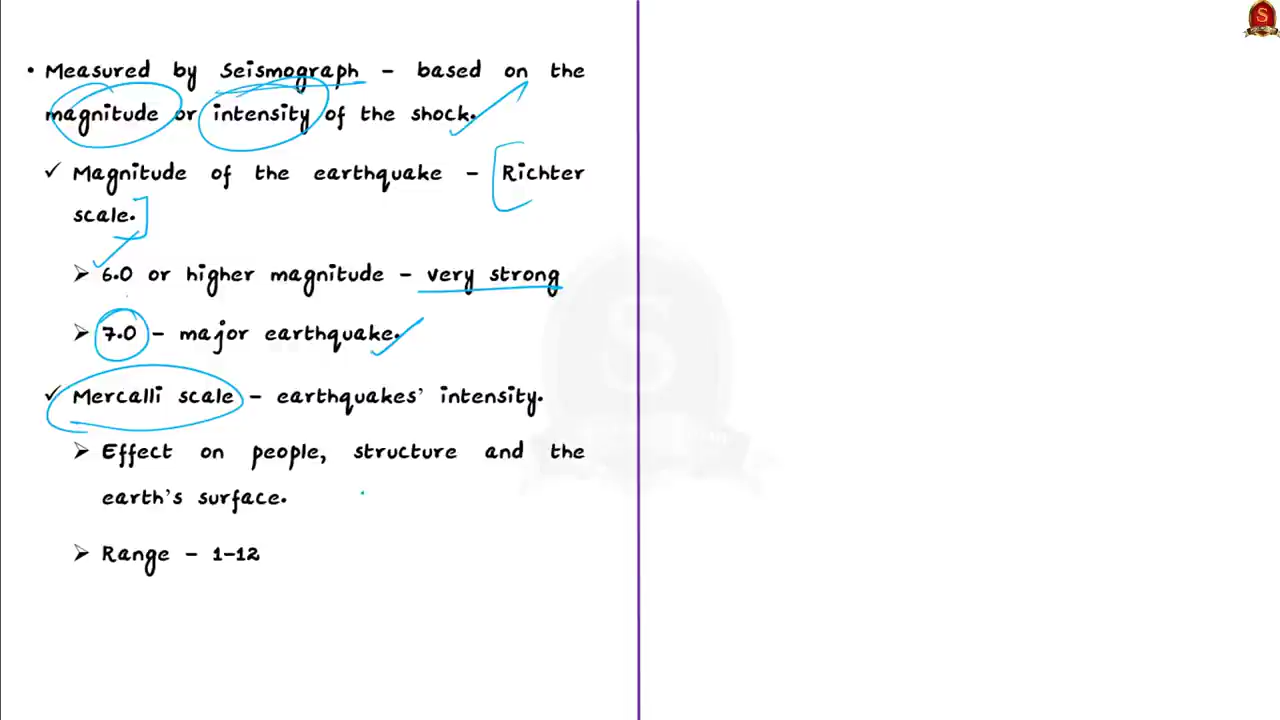 • Measured by Seismograph – based on the
magnitude or intensity of the shock.
✓ Magnitude of the earthquake – Richter
scale.
➢ 6.0 or higher magnitude – very strong
➢ 7.0 – major earthquake.
✓ Mercalli scale – earthquakes' intensity.
➢ Effect on people, structure and the
earth's surface.
➢ Range – 1–12
S